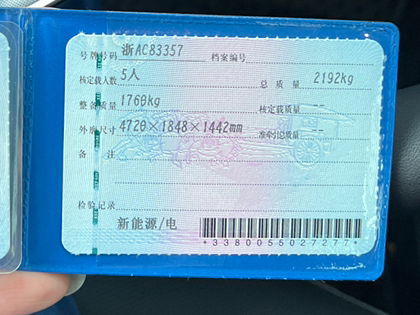 号牌号码 浙AC83357 档案编号
核定载人数 5人 总质量 2192kg
整备质量 1760kg 核定载质量 --
外廓尺寸 4720×1848×1442mm 准牵引总质量 --
备注
检验记录
新能源/电
*3380055027277*